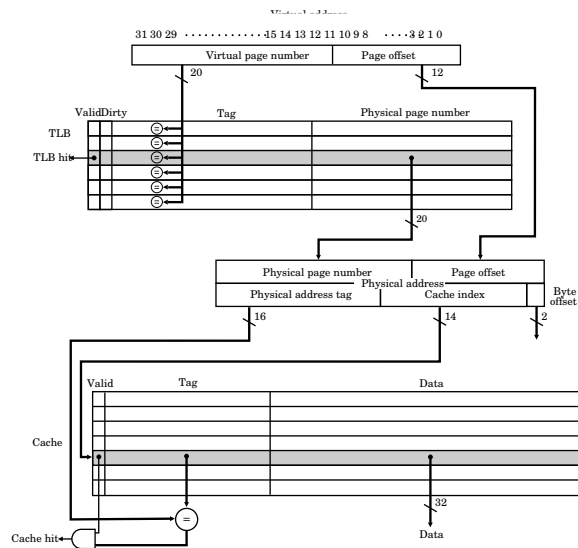 Virtual address
31 30 29 · · · · · · · · · · · · · 15 14 13 12 11 10 9 8 · · · · · 3 2 1 0
Virtual page number Page offset
20 12
Valid Dirty Tag Physical page number
TLB
=
=
TLB hit =
=
=
=
20
Physical page number Page offset
Physical address
Physical address tag Cache index Byte
offset
16 14 2
Valid Tag Data
Cache
32
=
Cache hit Data